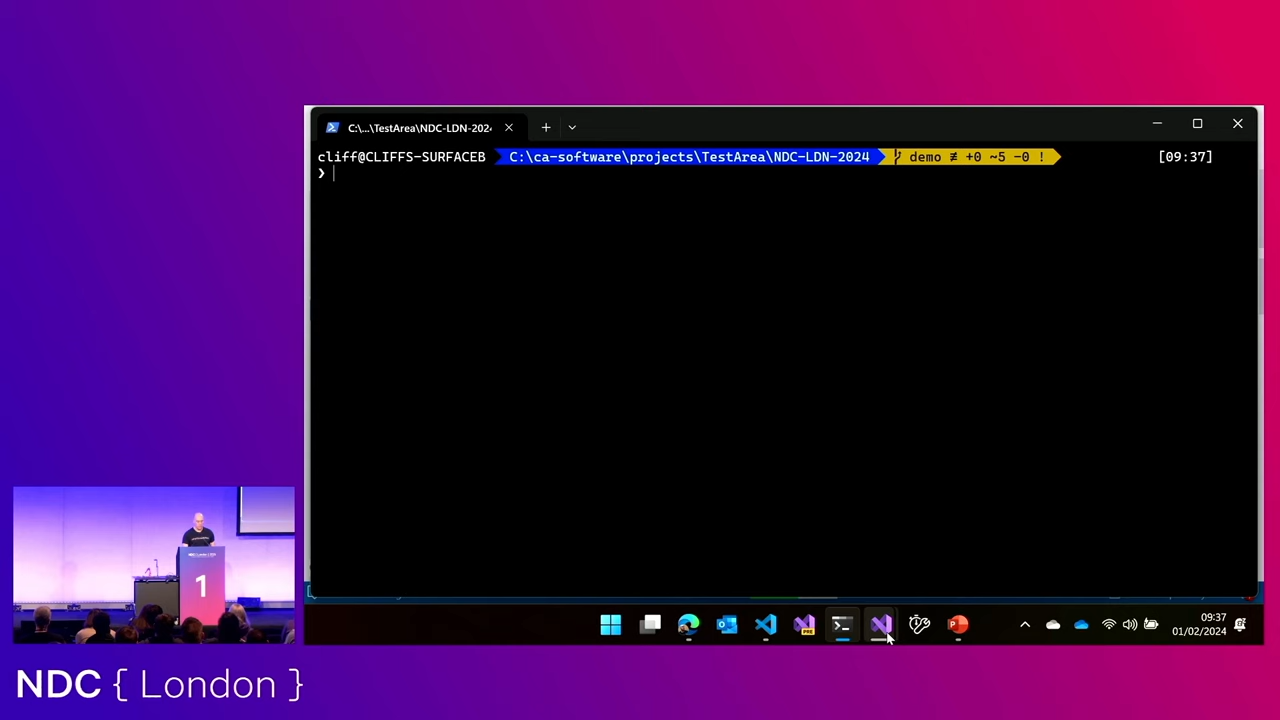 C:\...\TestArea\NDC-LDN-2024
cliff@CLIFFS-SURFACEB C:\ca-software\projects\TestArea\NDC-LDN-2024 demo ≢ +0 ~5 -0 ! [09:37]
❯
PRE
09:37
01/02/2024
1
NDC { London }